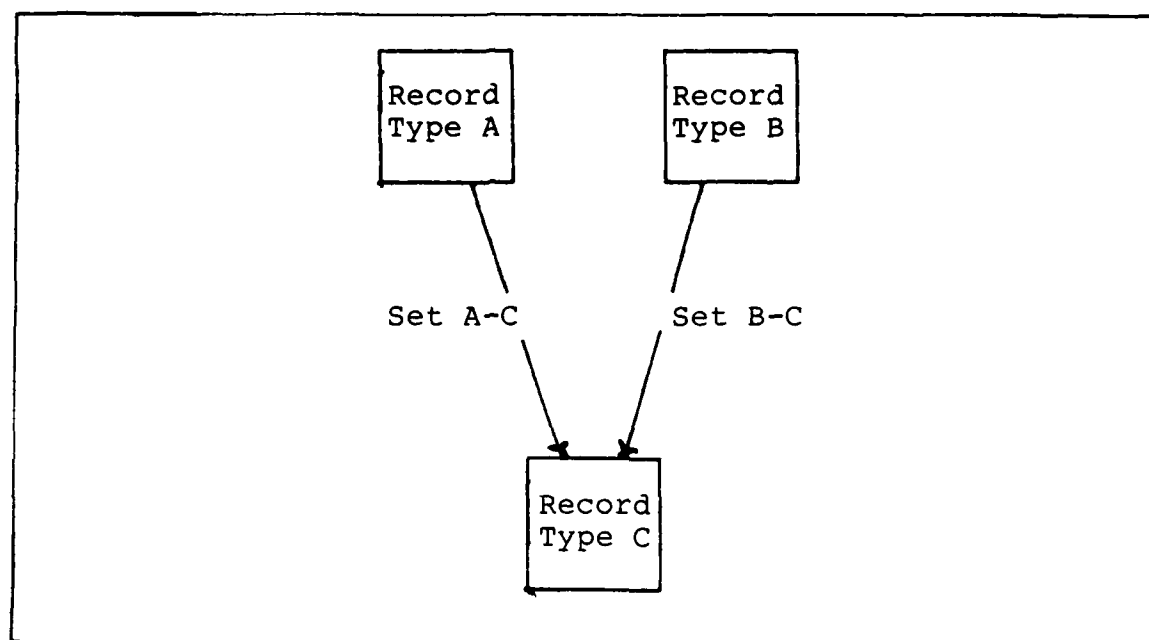 Record
Type A
Record
Type B
Set A-C
Set B-C
Record
Type C